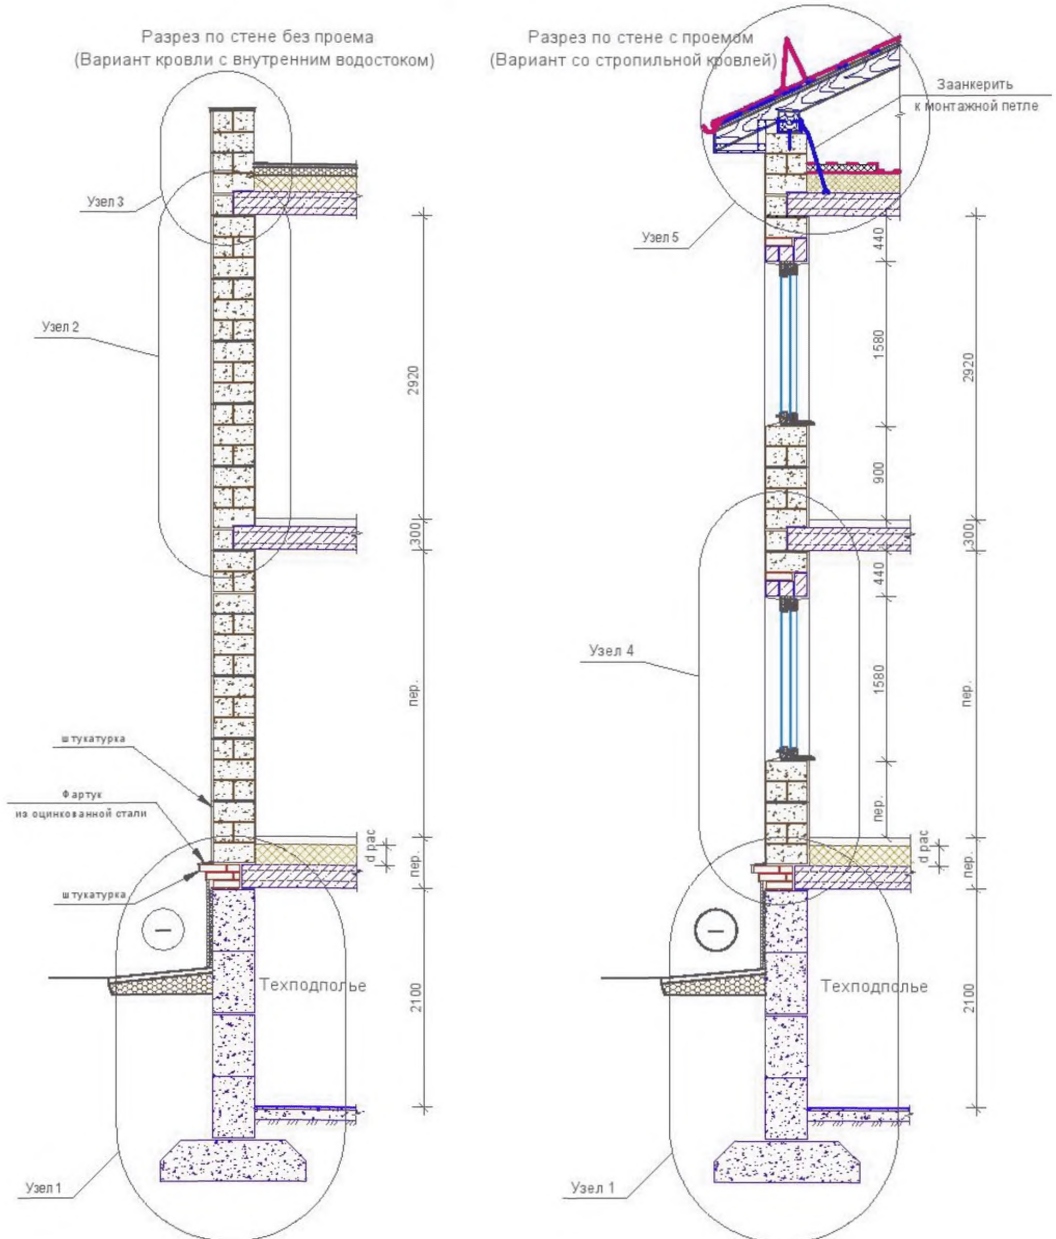 Разрез по стене без проема
(Вариант кровли с внутренним водостоком)
Узел 3
Узел 2
2920
300
пер.
штукатурка
Фартук
из оцинкованной стали
d рас
пер.
штукатурка
Техподполье
2100
Узел 1
Разрез по стене с проемом
(Вариант со стропильной кровлей)
Заанкерить
к монтажной петле
Узел 5
440
1580
2920
900
300
440
Узел 4
1580
пер.
пер.
d рас
пер.
Техподполье
2100
Узел 1